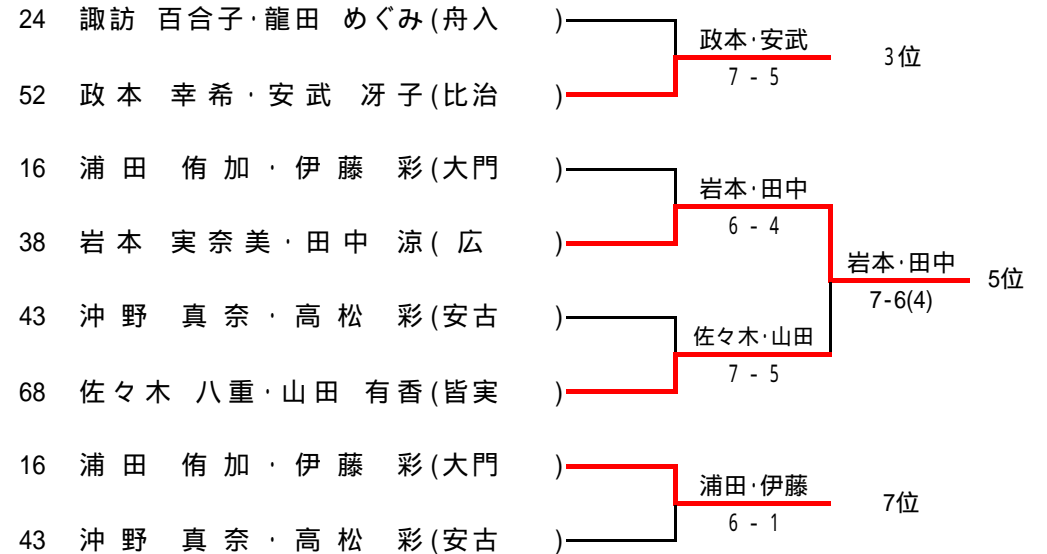 24 諏訪 百合子·龍田 めぐみ(舟入 )
政本·安武
7 - 5
3位
52 政本 幸希·安武 冴子(比治 )
16 浦田 侑加·伊藤 彩(大門 )
岩本·田中
6 - 4
38 岩本 実奈美·田中 涼( 広 )
岩本·田中
7-6(4)
5位
43 沖野 真奈·高松 彩(安古 )
佐々木·山田
7 - 5
68 佐々木 八重·山田 有香(皆実 )
16 浦田 侑加·伊藤 彩(大門 )
浦田·伊藤
6 - 1
7位
43 沖野 真奈·高松 彩(安古 )